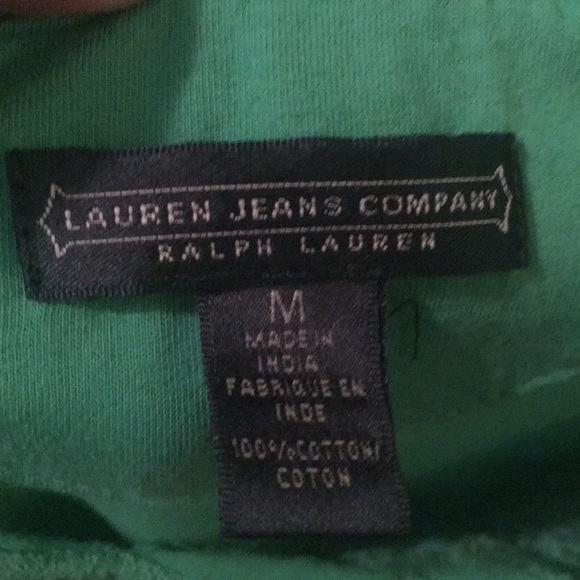 LAUREN JEANS COMPANY
RALPH LAUREN
M
MADE IN
INDIA
FABRIQUE EN
INDE
100% COTTON/
COTON